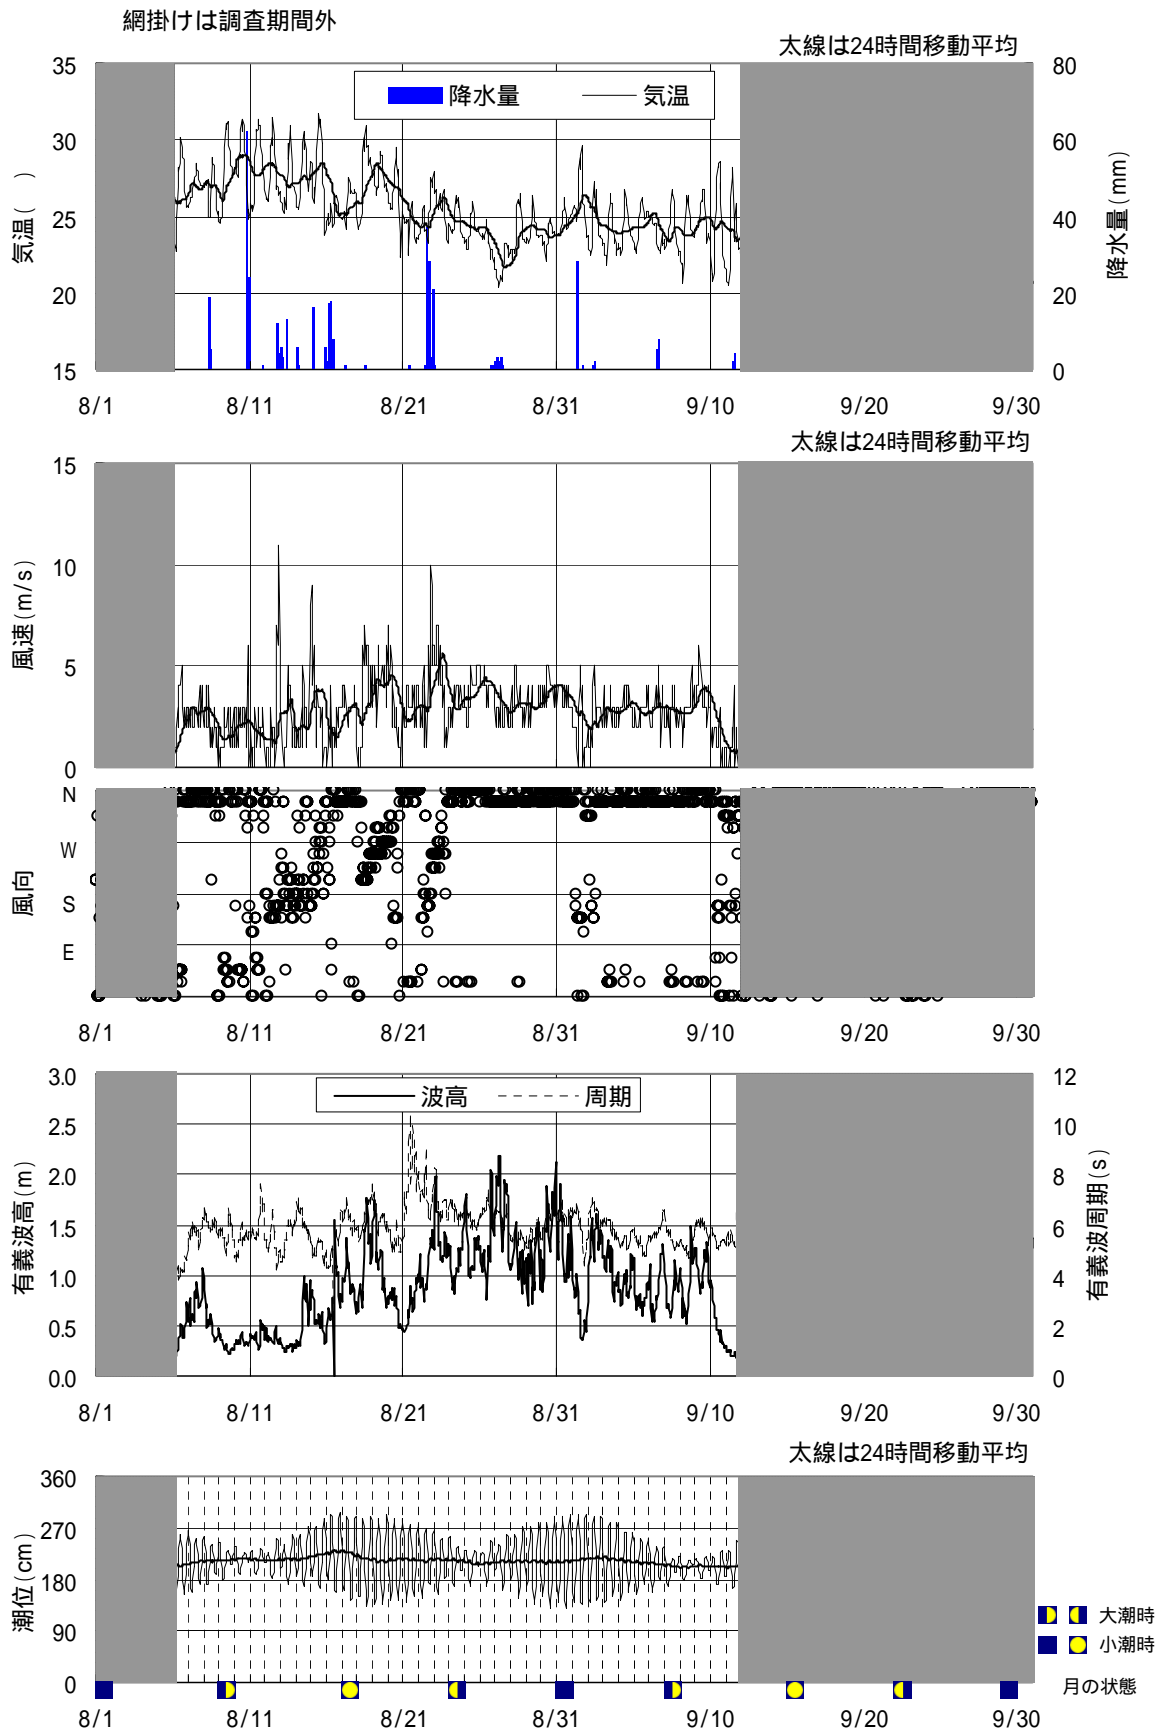 網掛けは調査期間外
太線は24時間移動平均
35
30
25
20
15
気温(　)
降水量
気温
80
60
40
20
0
降水量(mm)
8/1 8/11 8/21 8/31 9/10 9/20 9/30
太線は24時間移動平均
15
10
5
0
風速(m/s)
N
W
S
E
風向
8/1 8/11 8/21 8/31 9/10 9/20 9/30
3.0
2.5
2.0
1.5
1.0
0.5
0.0
有義波高(m)
波高
周期
12
10
8
6
4
2
0
有義波周期(s)
8/1 8/11 8/21 8/31 9/10 9/20 9/30
太線は24時間移動平均
360
270
180
90
0
潮位(cm)
大潮時
小潮時
月の状態
8/1 8/11 8/21 8/31 9/10 9/20 9/30